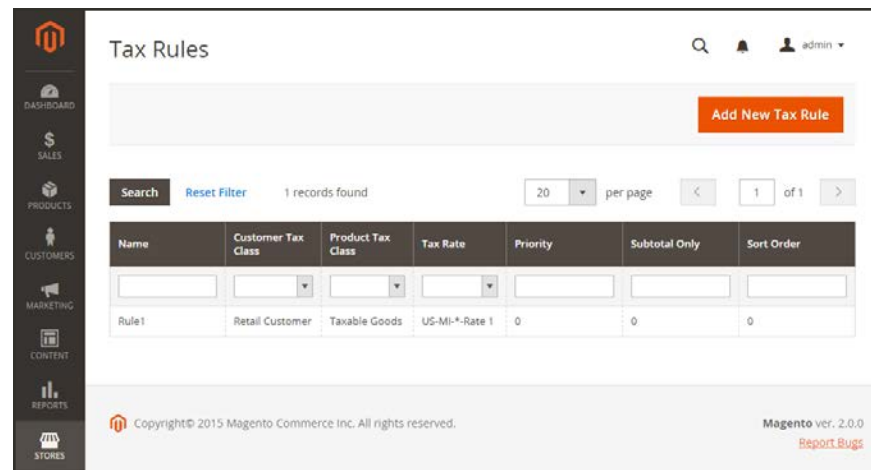 Tax Rules
admin
DASHBOARD
SALES
PRODUCTS
CUSTOMERS
MARKETING
CONTENT
REPORTS
STORES
Add New Tax Rule
Search Reset Filter 1 records found 20 per page 1 of 1
Name Customer Tax Class Product Tax Class Tax Rate Priority Subtotal Only Sort Order
Rule1 Retail Customer Taxable Goods US-MI-*-Rate 1 0 0 0
Copyright© 2015 Magento Commerce Inc. All rights reserved.
Magento ver. 2.0.0
Report Bugs